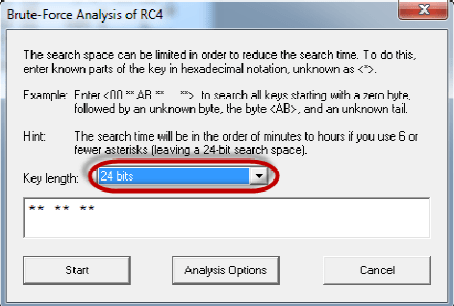 Brute-Force Analysis of RC4
The search space can be limited in order to reduce the search time. To do this,
enter known parts of the key in hexadecimal notation, unknown as <*>.
Example: Enter <00 ** AB ** ... **> to search all keys starting with a zero byte,
followed by an unknown byte, the byte <AB>, and an unknown tail.
Hint: The search time will be in the order of minutes to hours if you use 6 or
fewer asterisks (leaving a 24-bit search space).
Key length: 24 bits
** ** **
Start Analysis Options Cancel